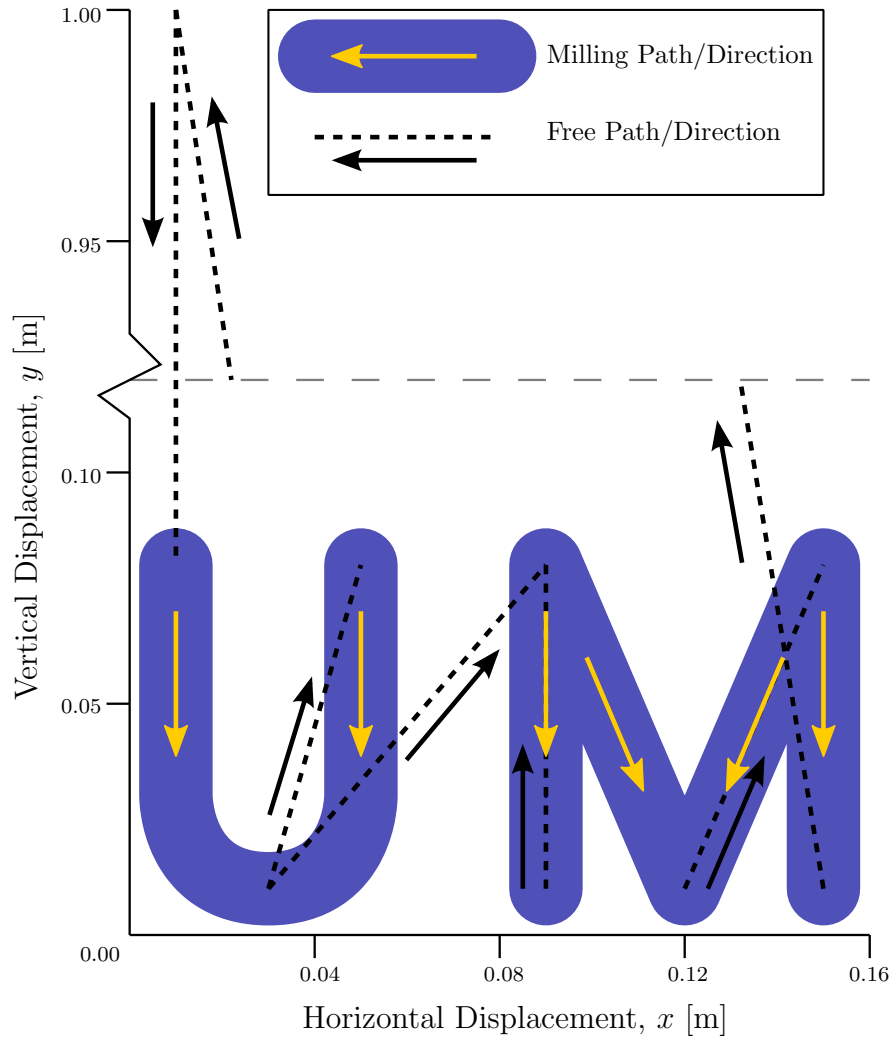 1.00
Milling Path/Direction
Free Path/Direction
0.95
Vertical Displacement, y [m]
0.10
0.05
UM
0.00
0.04
0.08
0.12
0.16
Horizontal Displacement, x [m]